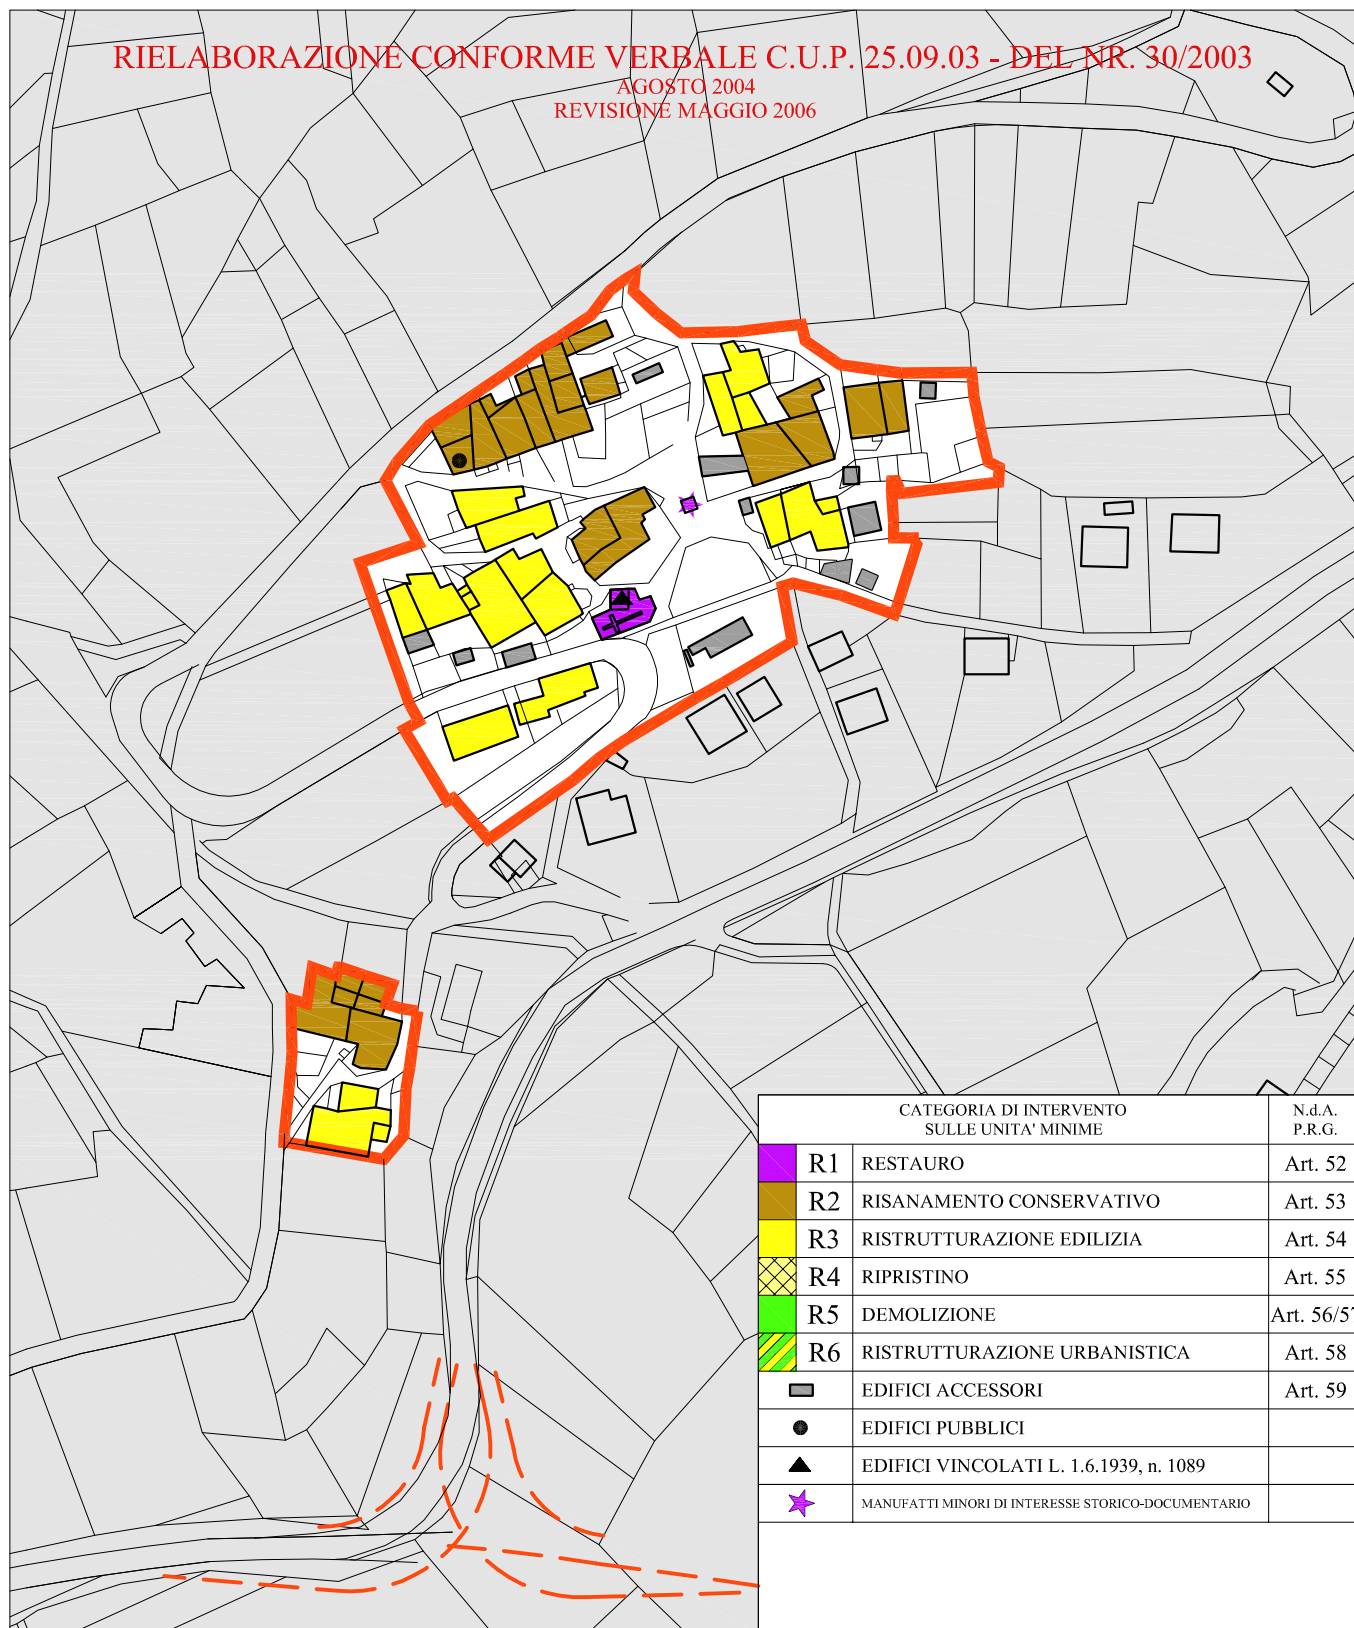 RIELABORAZIONE CONFORME VERBALE C.U.P. 25.09.03 - DEL NR. 30/2003
AGOSTO 2004
REVISIONE MAGGIO 2006
CATEGORIA DI INTERVENTO
SULLE UNITA' MINIME
N.d.A.
P.R.G.
R1 RESTAURO Art. 52
R2 RISANAMENTO CONSERVATIVO Art. 53
R3 RISTRUTTURAZIONE EDILIZIA Art. 54
R4 RIPRISTINO Art. 55
R5 DEMOLIZIONE Art. 56/57
R6 RISTRUTTURAZIONE URBANISTICA Art. 58
EDIFICI ACCESSORI Art. 59
EDIFICI PUBBLICI
EDIFICI VINCOLATI L. 1.6.1939, n. 1089
MANUFATTI MINORI DI INTERESSE STORICO-DOCUMENTARIO